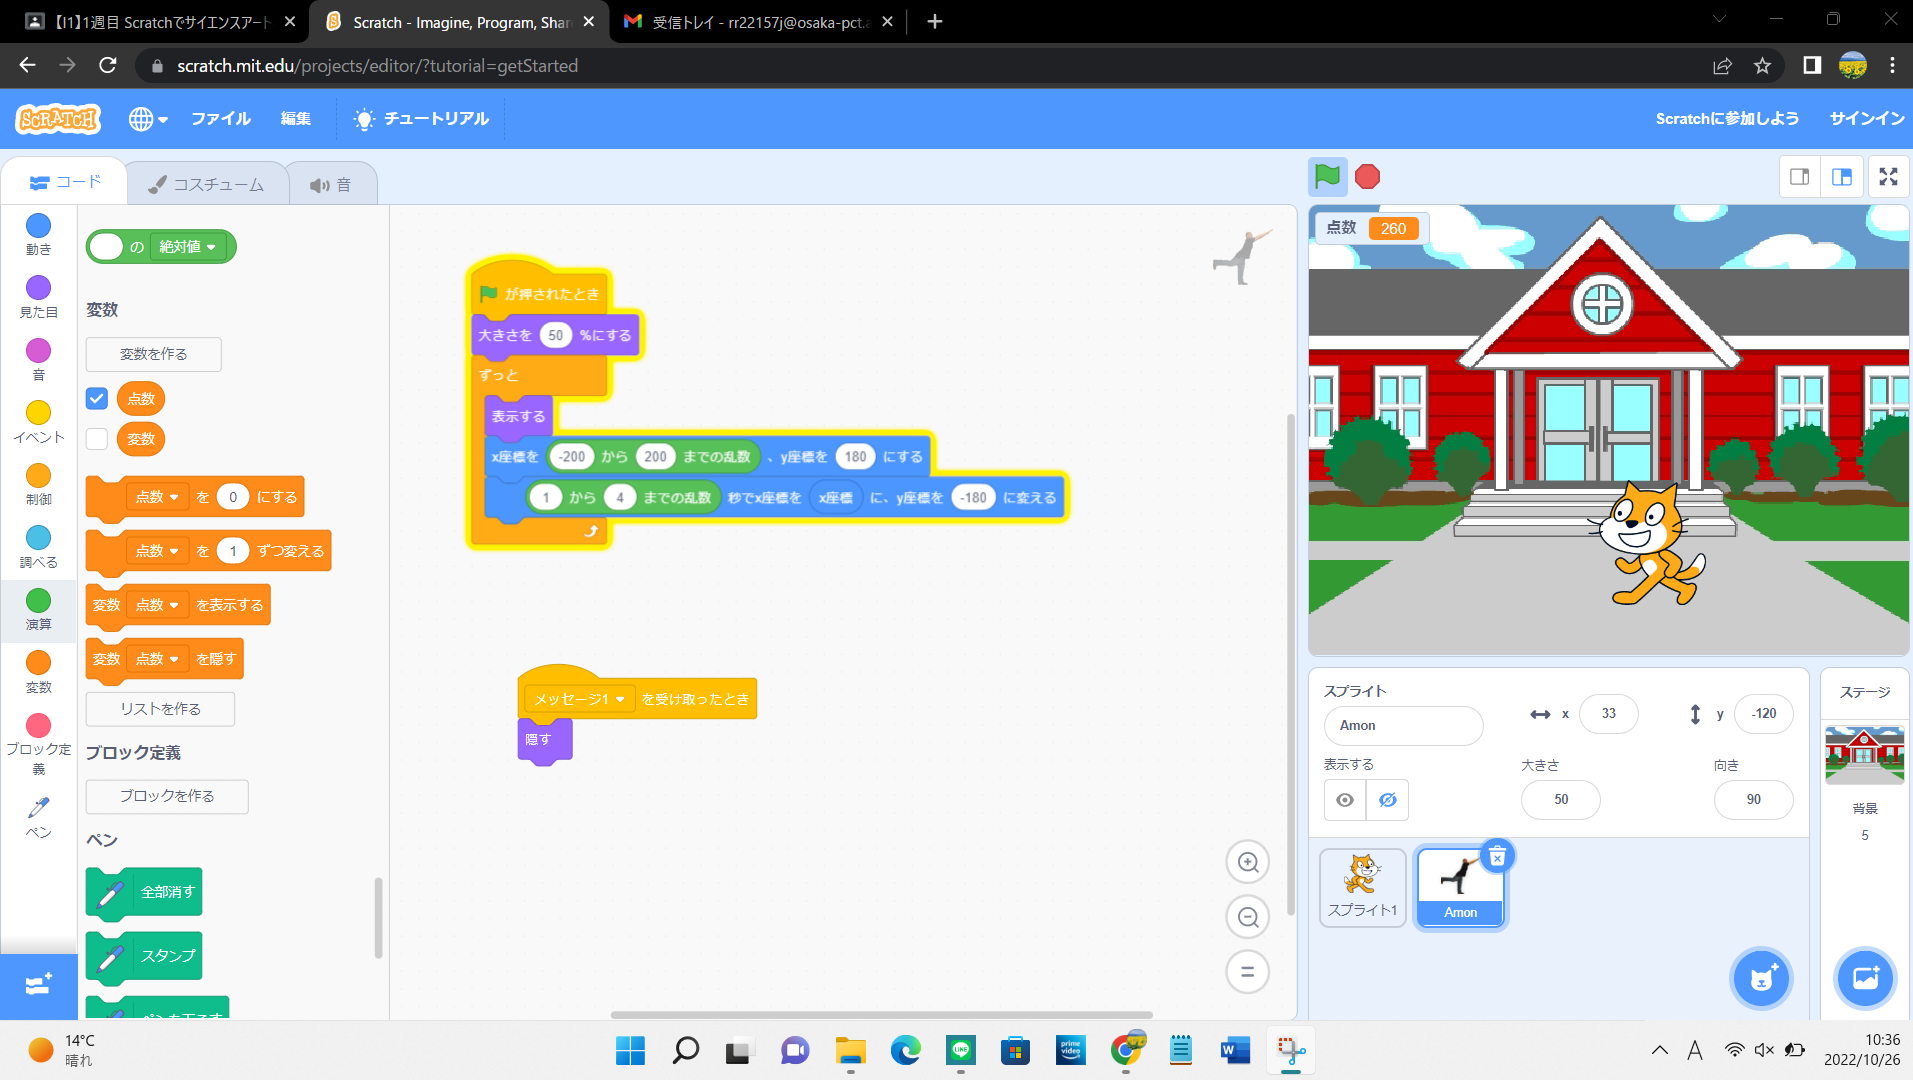 【I1】1週目 Scratchでサイエンスアート
Scratch - Imagine, Program, Shar
受信トレイ - rr22157j@osaka-pct.a
scratch.mit.edu/projects/editor/?tutorial=getStarted
SCRATCH
ファイル
編集
チュートリアル
Scratchに参加しよう
サインイン
コード
コスチューム
音
動き
見た目
音
イベント
制御
調べる
演算
変数
ブロック定義
ペン
の 絶対値
変数
変数を作る
点数
変数
点数 を 0 にする
点数 を 1 ずつ変える
変数 点数 を表示する
変数 点数 を隠す
リストを作る
ブロック定義
ブロックを作る
ペン
全部消す
スタンプ
が押されたとき
大きさを 50 %にする
ずっと
表示する
x座標を -200 から 200 までの乱数 、y座標を 180 にする
1 から 4 までの乱数 秒でx座標を x座標 に、y座標を -180 に変える
メッセージ1 を受け取ったとき
隠す
点数 260
スプライト
Amon
x 33
y -120
表示する
大きさ 50
向き 90
スプライト1
Amon
ステージ
背景
5
14°C
晴れ
LINE
prime video
W
A
10:36
2022/10/26